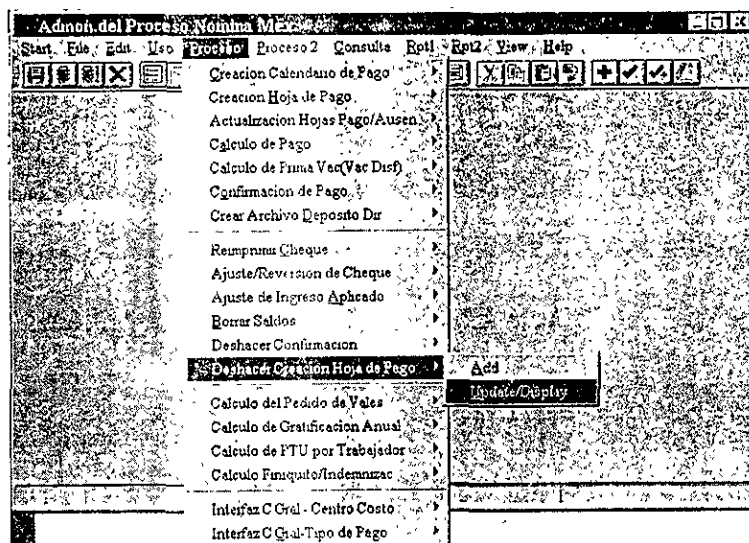 Admon.del Proceso Nomina Mex
Start File Edit Uso Proceso Proceso 2 Consulta Rpt1 Rpt2 View Help
Creacion Calendario de Pago
Creacion Hoja de Pago
Actualizacion Hojas Pago/Ausen
Calculo de Pago
Calculo de Prima Vac(Vac Disf)
Confirmacion de Pago
Crear Archivo Deposito Dir
Reimprimir Cheque
Ajuste/Reversion de Cheque
Ajuste de Ingreso Aplicado
Borrar Saldos
Deshacer Confirmacion
Deshacer Creacion Hoja de Pago
Add
Update/Display
Calculo del Pedido de Vales
Calculo de Gratificacion Anual
Calculo de PTU por Trabajador
Calculo Finiquito/Indemnizac
Interfaz C Gral - Centro Costo
Interfaz C Gral-Tipo de Pago